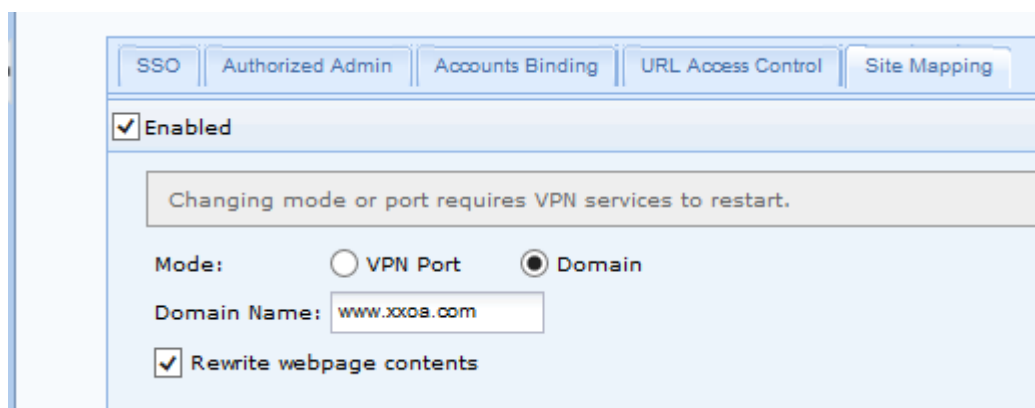 SSO Authorized Admin Accounts Binding URL Access Control Site Mapping
Enabled
Changing mode or port requires VPN services to restart.
Mode: VPN Port Domain
Domain Name: www.xxoa.com
Rewrite webpage contents